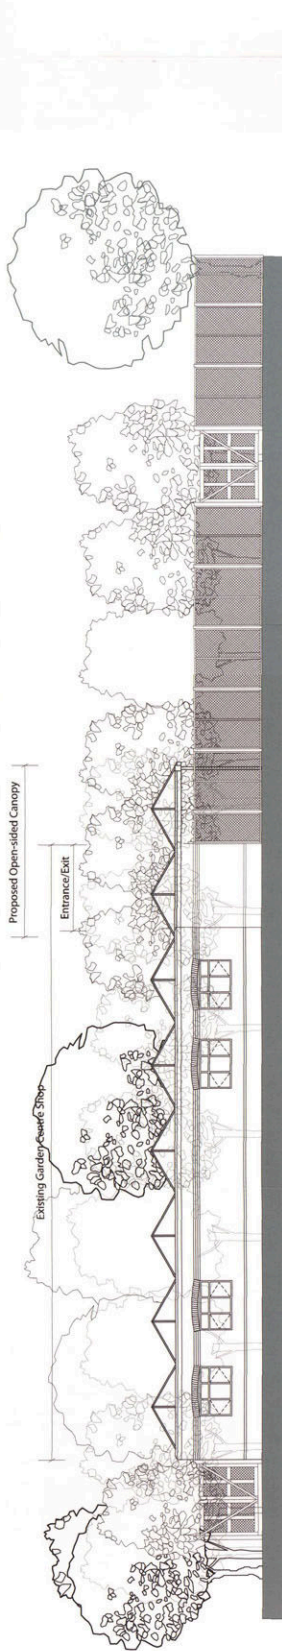 Proposed Open-sided Canopy
Entrance/Exit
Existing Garden Centre Shop